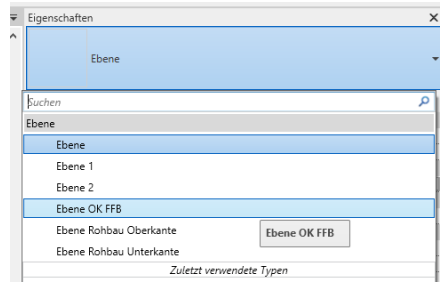 Eigenschaften
Ebene
Suchen
Ebene
Ebene
Ebene 1
Ebene 2
Ebene OK FFB
Ebene Rohbau Oberkante
Ebene OK FFB
Ebene Rohbau Unterkante
Zuletzt verwendete Typen